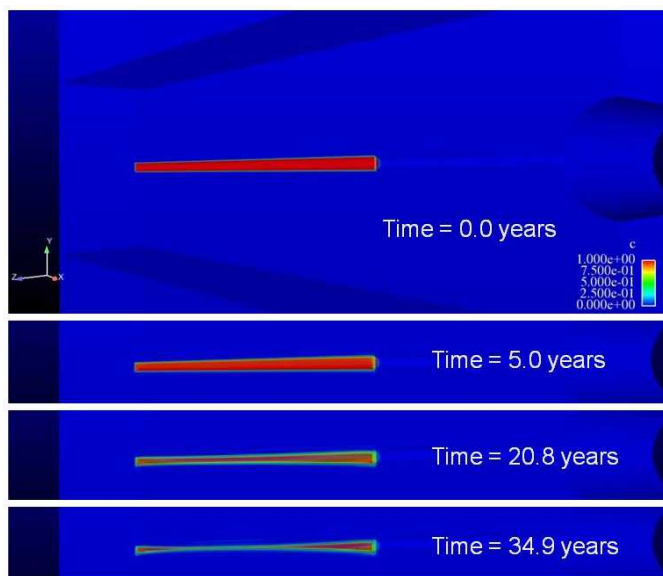 Time = 0.0 years
Y
Z
X
c
1.000e+00
7.500e-01
5.000e-01
2.500e-01
0.000e+00
Time = 5.0 years
Time = 20.8 years
Time = 34.9 years